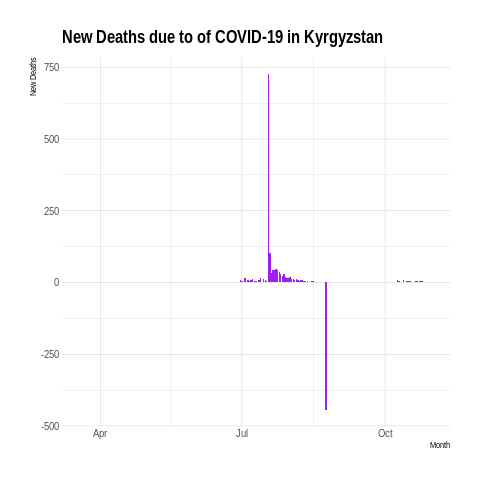 New Deaths due to of COVID-19 in Kyrgyzstan
New Deaths
750
500
250
0
-250
-500
Apr
Jul
Oct
Month